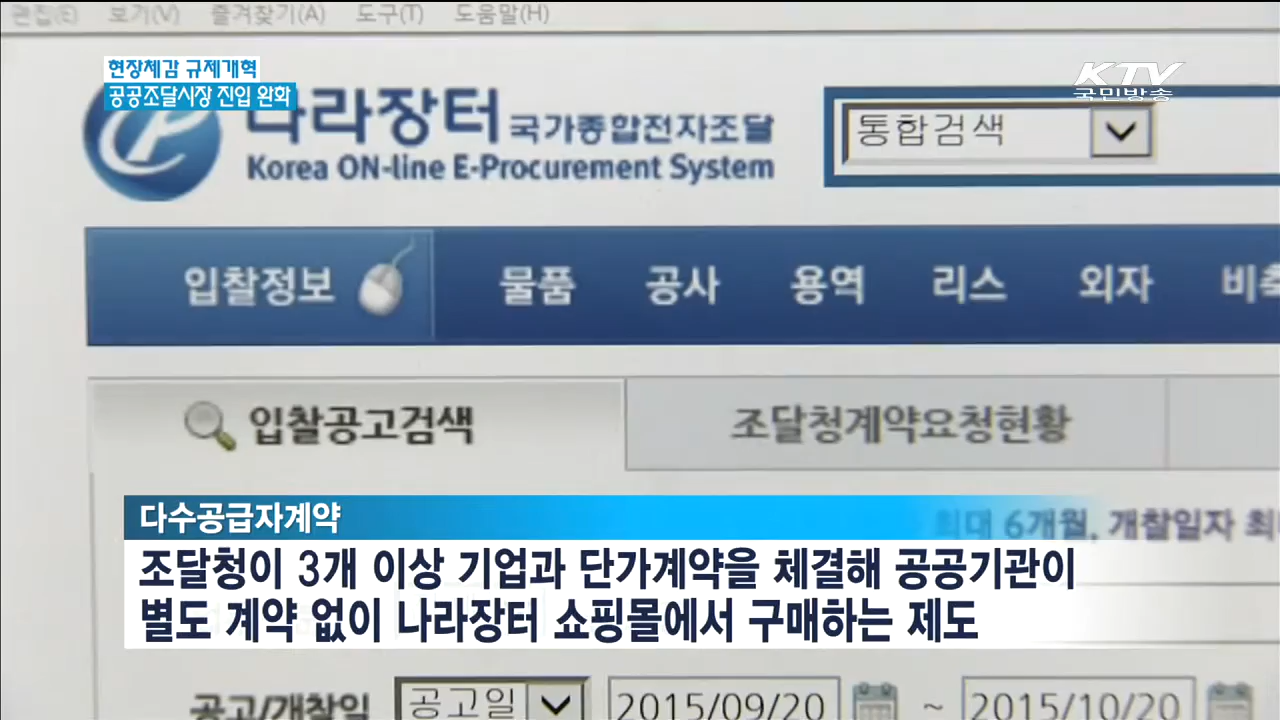 편집(E) 보기(V) 즐겨찾기(A) 도구(T) 도움말(H)
현장체감 규제개혁
공공조달시장 진입 완화
KTV
국민방송
나라장터 국가종합전자조달
Korea ON-line E-Procurement System
통합검색
입찰정보 물품 공사 용역 리스 외자 비축
입찰공고검색 조달청계약요청현황
다수공급자계약
최대 6개월, 개찰일자 최
조달청이 3개 이상 기업과 단가계약을 체결해 공공기관이
별도 계약 없이 나라장터 쇼핑몰에서 구매하는 제도
공고/개찰일 공고일 2015/09/20 ~ 2015/10/20